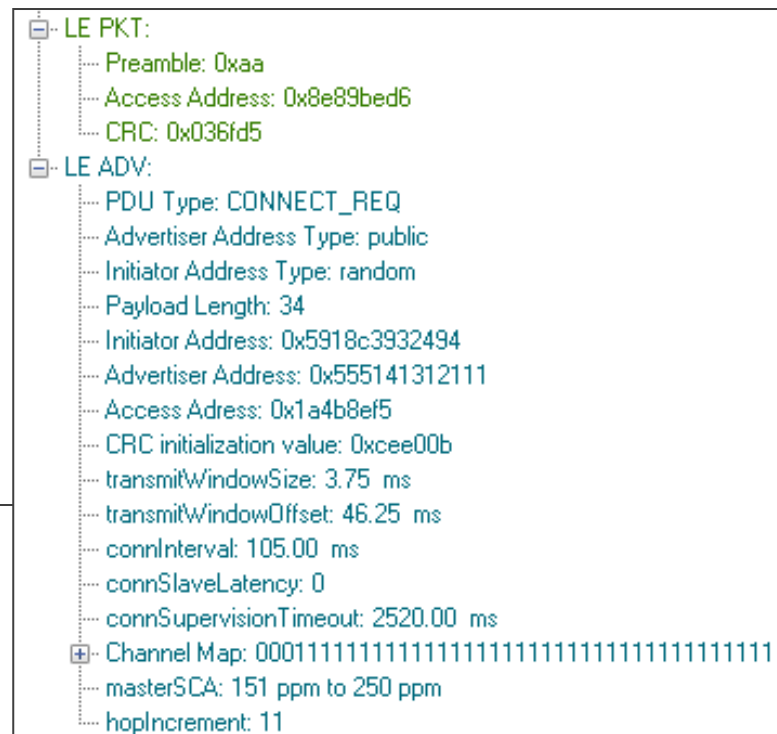 LE PKT:
Preamble: 0xaa
Access Address: 0x8e89bed6
CRC: 0x036fd5
LE ADV:
PDU Type: CONNECT_REQ
Advertiser Address Type: public
Initiator Address Type: random
Payload Length: 34
Initiator Address: 0x5918c3932494
Advertiser Address: 0x555141312111
Access Adress: 0x1a4b8ef5
CRC initialization value: 0xcee00b
transmitWindowSize: 3.75 ms
transmitWindowOffset: 46.25 ms
connInterval: 105.00 ms
connSlaveLatency: 0
connSupervisionTimeout: 2520.00 ms
Channel Map: 0001111111111111111111111111111111111111
masterSCA: 151 ppm to 250 ppm
hopIncrement: 11